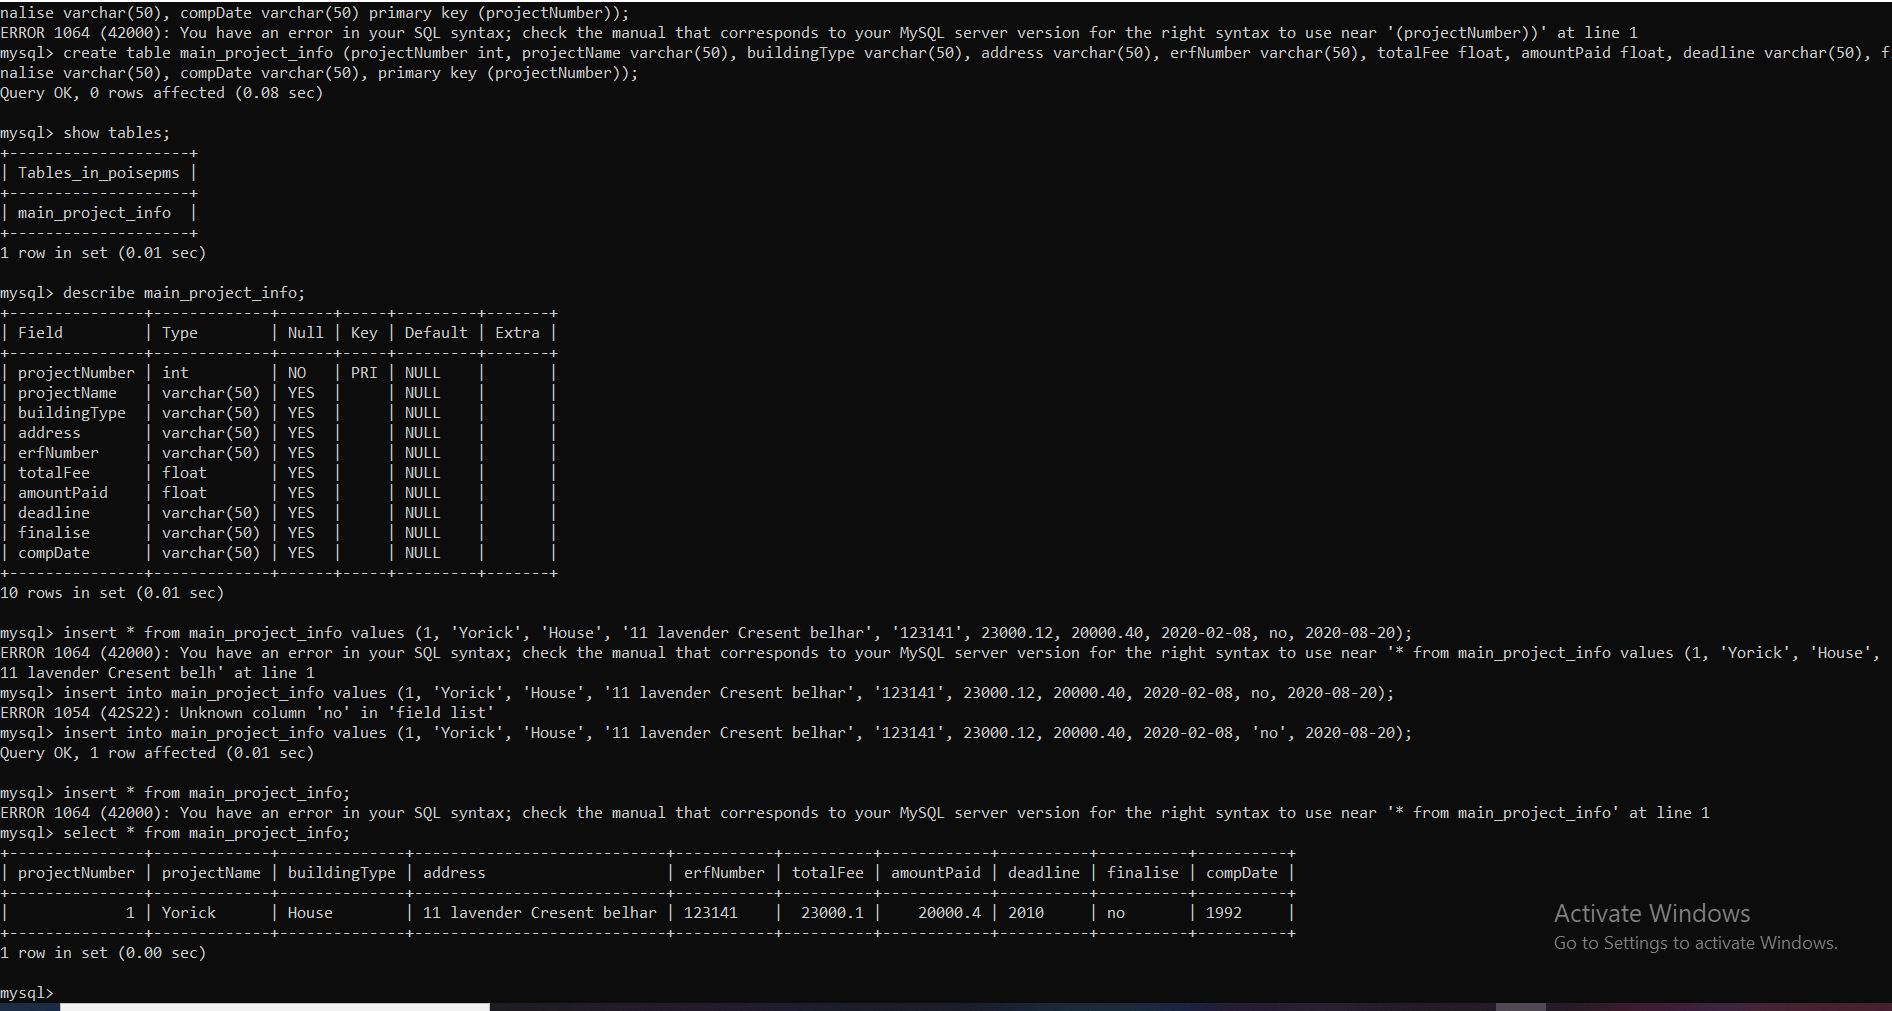 nalise varchar(50), compDate varchar(50) primary key (projectNumber));
ERROR 1064 (42000): You have an error in your SQL syntax; check the manual that corresponds to your MySQL server version for the right syntax to use near '(projectNumber))' at line 1
mysql> create table main_project_info (projectNumber int, projectName varchar(50), buildingType varchar(50), address varchar(50), erfNumber varchar(50), totalFee float, amountPaid float, deadline varchar(50), fi
nalise varchar(50), compDate varchar(50), primary key (projectNumber));
Query OK, 0 rows affected (0.08 sec)

mysql> show tables;
+--------------------+
| Tables_in_poisepms |
+--------------------+
| main_project_info  |
+--------------------+
1 row in set (0.01 sec)

mysql> describe main_project_info;
+---------------+-------------+------+-----+---------+-------+
| Field         | Type        | Null | Key | Default | Extra |
+---------------+-------------+------+-----+---------+-------+
| projectNumber | int         | NO   | PRI | NULL    |       |
| projectName   | varchar(50) | YES  |     | NULL    |       |
| buildingType  | varchar(50) | YES  |     | NULL    |       |
| address       | varchar(50) | YES  |     | NULL    |       |
| erfNumber     | varchar(50) | YES  |     | NULL    |       |
| totalFee      | float       | YES  |     | NULL    |       |
| amountPaid    | float       | YES  |     | NULL    |       |
| deadline      | varchar(50) | YES  |     | NULL    |       |
| finalise      | varchar(50) | YES  |     | NULL    |       |
| compDate      | varchar(50) | YES  |     | NULL    |       |
+---------------+-------------+------+-----+---------+-------+
10 rows in set (0.01 sec)

mysql> insert * from main_project_info values (1, 'Yorick', 'House', '11 lavender Cresent belhar', '123141', 23000.12, 20000.40, 2020-02-08, no, 2020-08-20);
ERROR 1064 (42000): You have an error in your SQL syntax; check the manual that corresponds to your MySQL server version for the right syntax to use near '* from main_project_info values (1, 'Yorick', 'House',
11 lavender Cresent belh' at line 1
mysql> insert into main_project_info values (1, 'Yorick', 'House', '11 lavender Cresent belhar', '123141', 23000.12, 20000.40, 2020-02-08, no, 2020-08-20);
ERROR 1054 (42S22): Unknown column 'no' in 'field list'
mysql> insert into main_project_info values (1, 'Yorick', 'House', '11 lavender Cresent belhar', '123141', 23000.12, 20000.40, 2020-02-08, 'no', 2020-08-20);
Query OK, 1 row affected (0.01 sec)

mysql> insert * from main_project_info;
ERROR 1064 (42000): You have an error in your SQL syntax; check the manual that corresponds to your MySQL server version for the right syntax to use near '* from main_project_info' at line 1
mysql> select * from main_project_info;
+---------------+-------------+--------------+----------------------------+-----------+----------+------------+----------+----------+----------+
| projectNumber | projectName | buildingType | address                    | erfNumber | totalFee | amountPaid | deadline | finalise | compDate |
+---------------+-------------+--------------+----------------------------+-----------+----------+------------+----------+----------+----------+
|             1 | Yorick      | House        | 11 lavender Cresent belhar | 123141    |  23000.1 |    20000.4 | 2010     | no       | 1992     |
+---------------+-------------+--------------+----------------------------+-----------+----------+------------+----------+----------+----------+
1 row in set (0.00 sec)

mysql>
Activate Windows
Go to Settings to activate Windows.